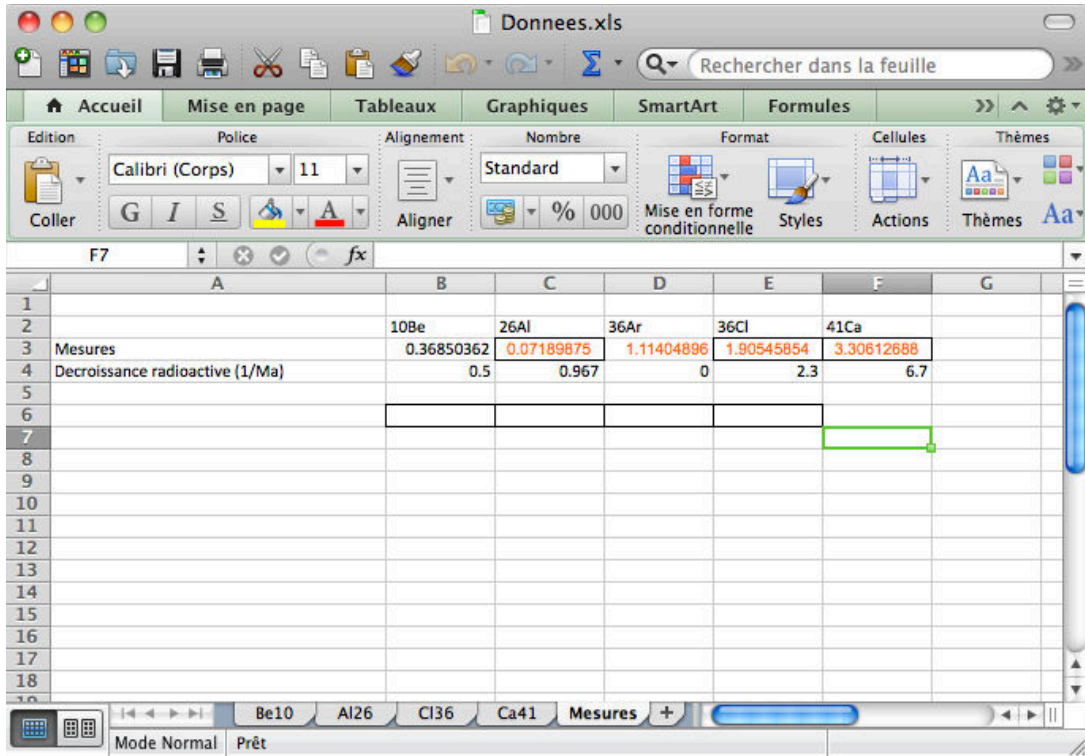 Donnees.xls
Rechercher dans la feuille
Accueil Mise en page Tableaux Graphiques SmartArt Formules
Edition Police Alignement Nombre Format Cellules Thèmes
Calibri (Corps) 11 Standard
Coller G I S A Aligner % 000 Mise en forme conditionnelle Styles Actions Thèmes Aa
F7 fx
A B C D E F G
1
2 10Be 26Al 36Ar 36Cl 41Ca
3 Mesures 0.36850362 0.07189875 1.11404896 1.90545854 3.30612688
4 Decroissance radioactive (1/Ma) 0.5 0.967 0 2.3 6.7
5
6
7
8
9
10
11
12
13
14
15
16
17
18
Be10 Al26 Cl36 Ca41 Mesures
Mode Normal Prêt